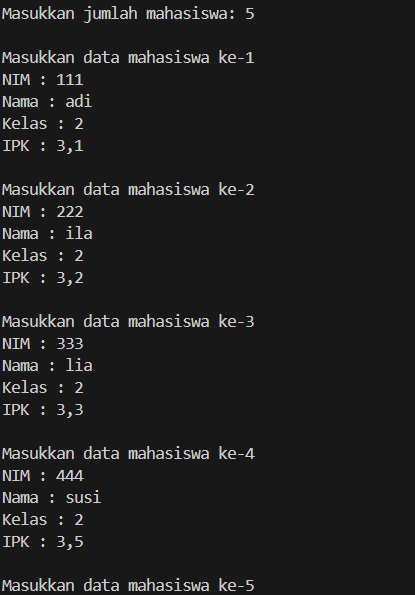 Masukkan jumlah mahasiswa: 5
Masukkan data mahasiswa ke-1
NIM : 111
Nama : adi
Kelas : 2
IPK : 3,1
Masukkan data mahasiswa ke-2
NIM : 222
Nama : ila
Kelas : 2
IPK : 3,2
Masukkan data mahasiswa ke-3
NIM : 333
Nama : lia
Kelas : 2
IPK : 3,3
Masukkan data mahasiswa ke-4
NIM : 444
Nama : susi
Kelas : 2
IPK : 3,5
Masukkan data mahasiswa ke-5